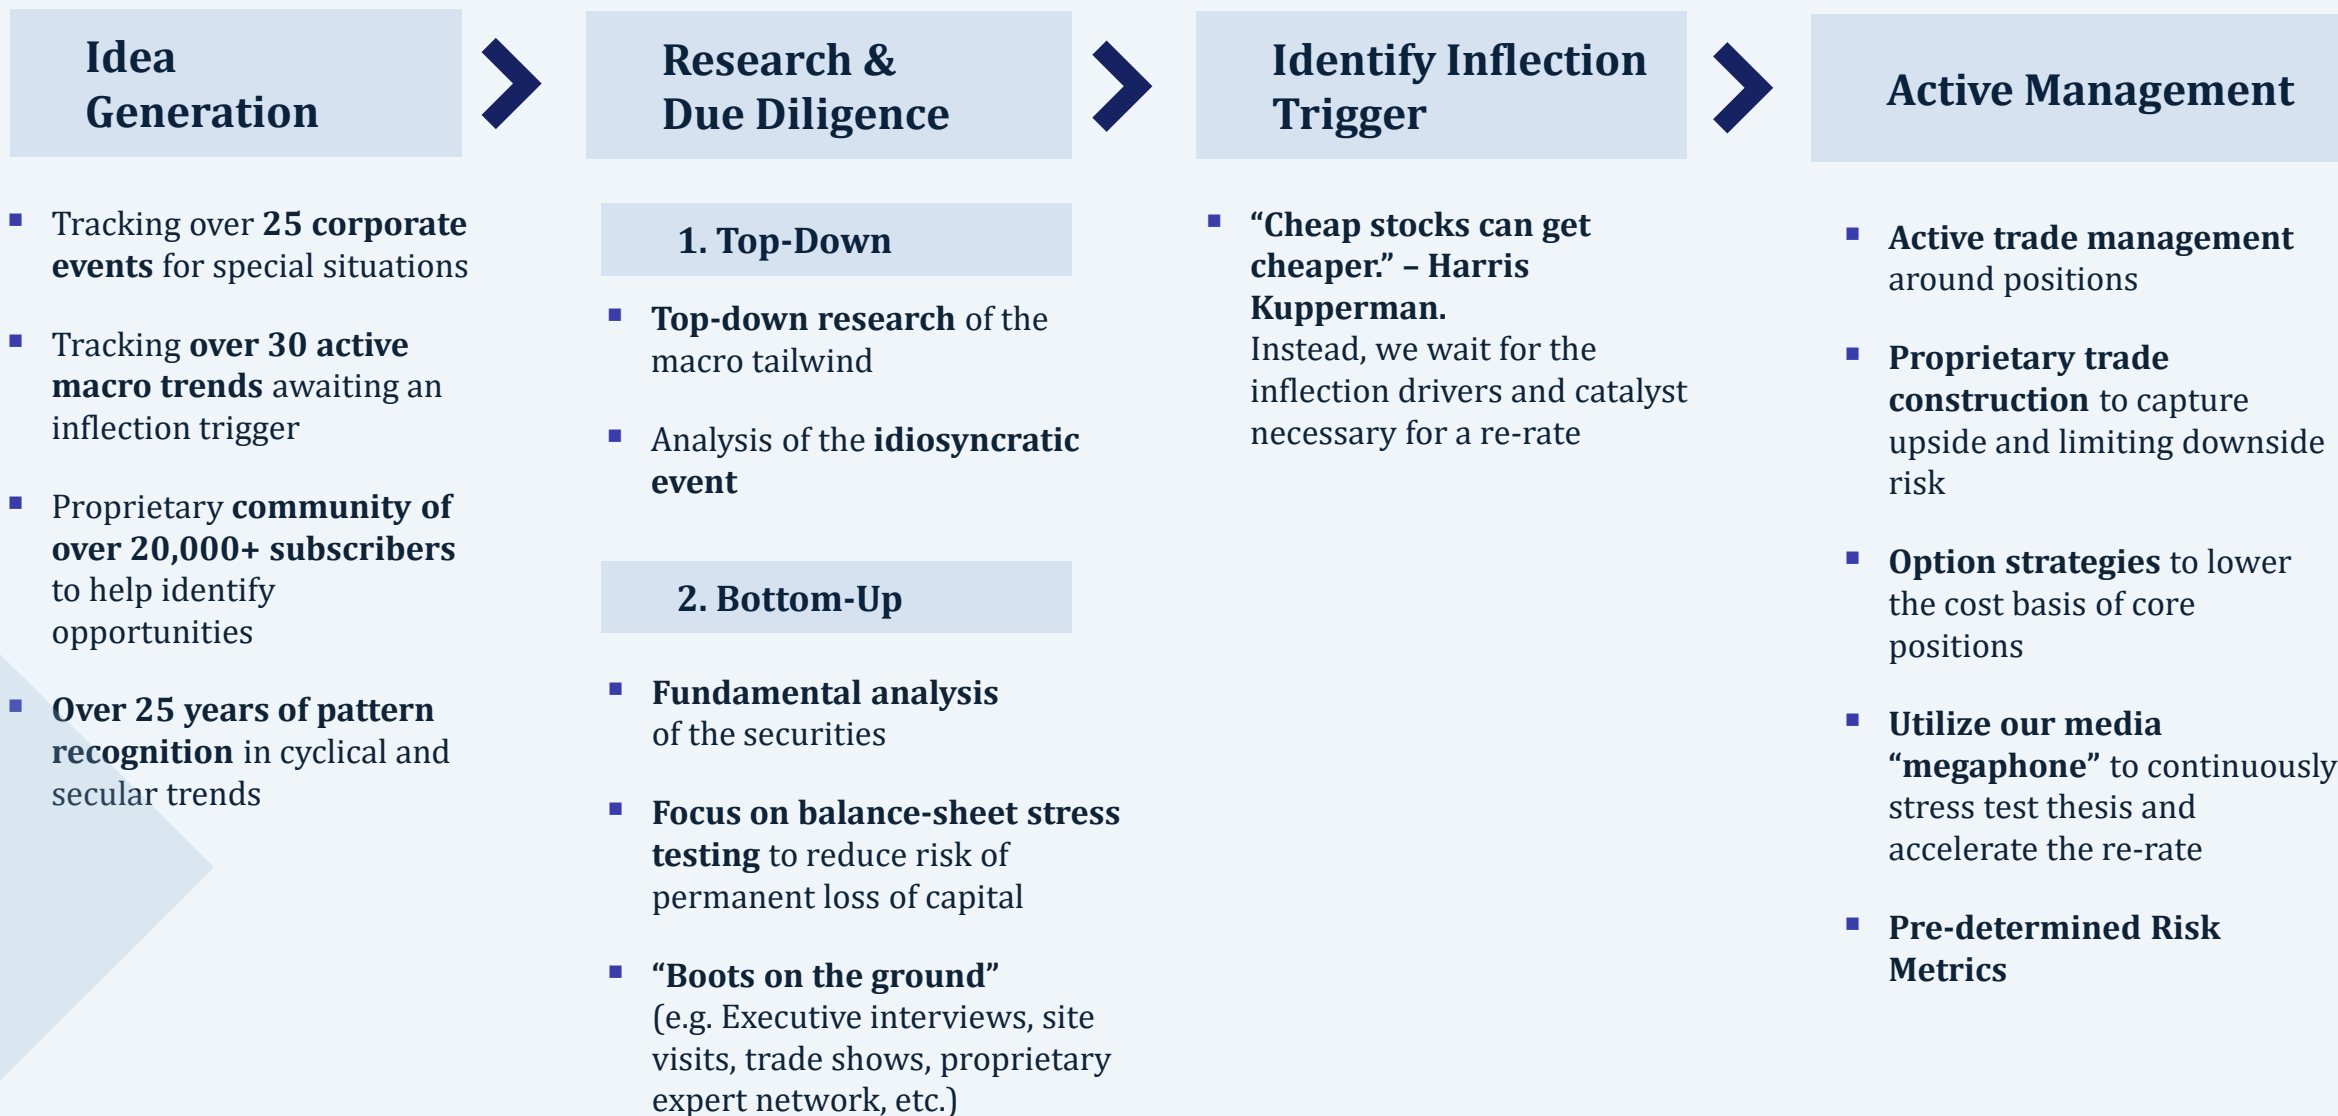 Idea
Generation
Tracking over 25 corporate
events for special situations
Tracking over 30 active
macro trends awaiting an
inflection trigger
Proprietary community of
over 20,000+ subscribers
to help identify
opportunities
Over 25 years of pattern
recognition in cyclical and
secular trends
Research &
Due Diligence
1. Top-Down
Top-down research of the
macro tailwind
Analysis of the idiosyncratic
event
2. Bottom-Up
Fundamental analysis
of the securities
Focus on balance-sheet stress
testing to reduce risk of
permanent loss of capital
“Boots on the ground”
(e.g. Executive interviews, site
visits, trade shows, proprietary
expert network, etc.)
Identify Inflection
Trigger
“Cheap stocks can get
cheaper.” – Harris
Kupperman.
Instead, we wait for the
inflection drivers and catalyst
necessary for a re-rate
Active Management
Active trade management
around positions
Proprietary trade
construction to capture
upside and limiting downside
risk
Option strategies to lower
the cost basis of core
positions
Utilize our media
“megaphone” to continuously
stress test thesis and
accelerate the re-rate
Pre-determined Risk
Metrics